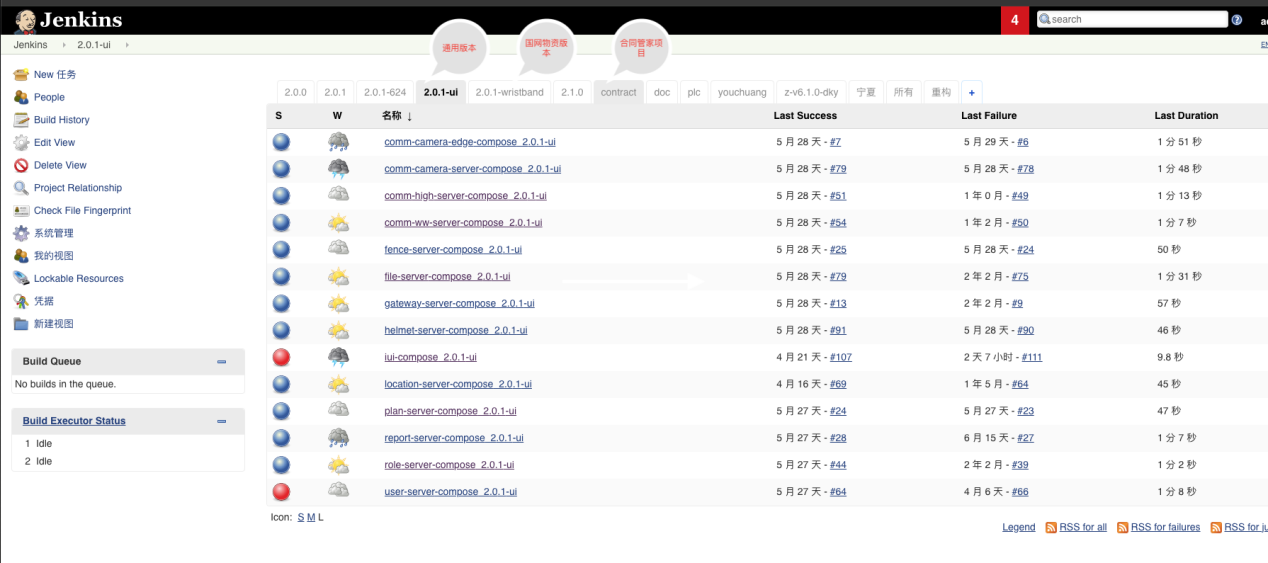 Jenkins
4
search
Jenkins
2.0.1-ui
通用版本
国网物资版
本
合同管家项
目
New 任务
People
Build History
Edit View
Delete View
Project Relationship
Check File Fingerprint
系统管理
我的视图
Lockable Resources
凭据
新建视图
Build Queue
No builds in the queue.
Build Executor Status
1 Idle
2 Idle
2.0.0 2.0.1 2.0.1-624 2.0.1-ui 2.0.1-wristband 2.1.0 contract doc plc youchuang z-v6.1.0-dky 宁夏 所有 重构 +
S W 名称 ↓ Last Success Last Failure Last Duration
comm-camera-edge-compose_2.0.1-ui 5 月 28 天 - #7 5 月 29 天 - #6 1 分 51 秒
comm-camera-server-compose_2.0.1-ui 5 月 28 天 - #79 5 月 28 天 - #78 1 分 48 秒
comm-high-server-compose_2.0.1-ui 5 月 28 天 - #51 1 年 0 月 - #49 1 分 13 秒
comm-ww-server-compose_2.0.1-ui 5 月 28 天 - #54 1 年 2 月 - #50 1 分 7 秒
fence-server-compose_2.0.1-ui 5 月 28 天 - #25 5 月 28 天 - #24 50 秒
file-server-compose_2.0.1-ui 5 月 28 天 - #79 2 年 2 月 - #75 1 分 31 秒
gateway-server-compose_2.0.1-ui 5 月 28 天 - #13 2 年 2 月 - #9 57 秒
helmet-server-compose_2.0.1-ui 5 月 28 天 - #91 5 月 28 天 - #90 46 秒
iui-compose_2.0.1-ui 4 月 21 天 - #107 2 天 7 小时 - #111 9.8 秒
location-server-compose_2.0.1-ui 4 月 16 天 - #69 1 年 5 月 - #64 45 秒
plan-server-compose_2.0.1-ui 5 月 27 天 - #24 5 月 27 天 - #23 47 秒
report-server-compose_2.0.1-ui 5 月 27 天 - #28 6 月 15 天 - #27 1 分 7 秒
role-server-compose_2.0.1-ui 5 月 27 天 - #44 2 年 2 月 - #39 1 分 2 秒
user-server-compose_2.0.1-ui 5 月 27 天 - #64 4 月 6 天 - #66 1 分 8 秒
Icon: S M L
Legend RSS for all RSS for failures RSS for